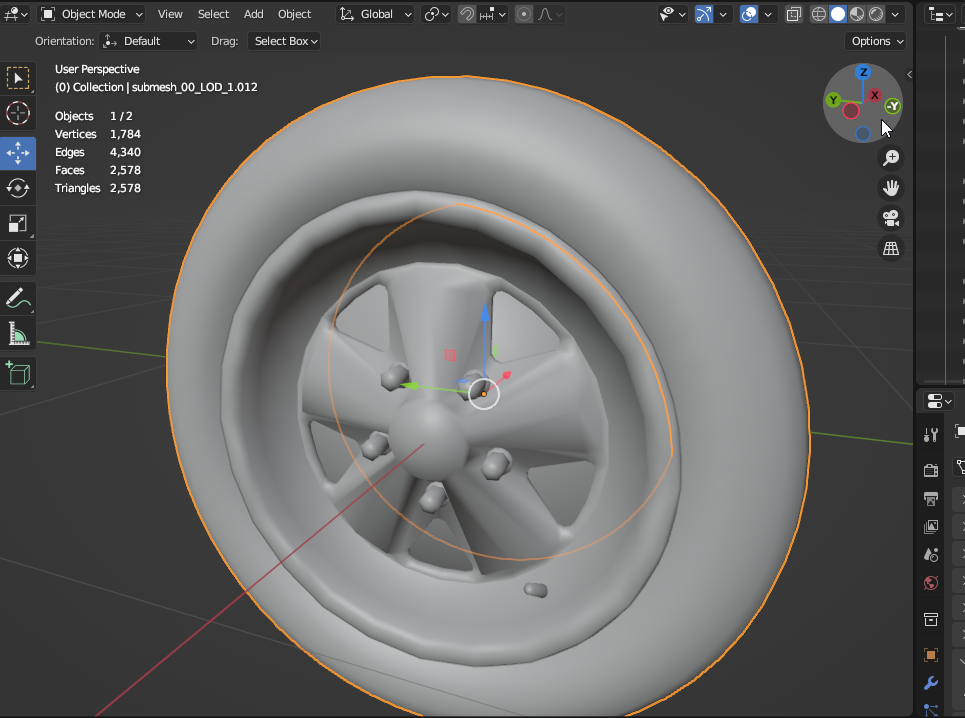 Object Mode View Select Add Object Global
Orientation: Default Drag: Select Box Options
User Perspective
(0) Collection | submesh_00_LOD_1.012
Objects 1 / 2
Vertices 1,784
Edges 4,340
Faces 2,578
Triangles 2,578
Z
Y X -Y